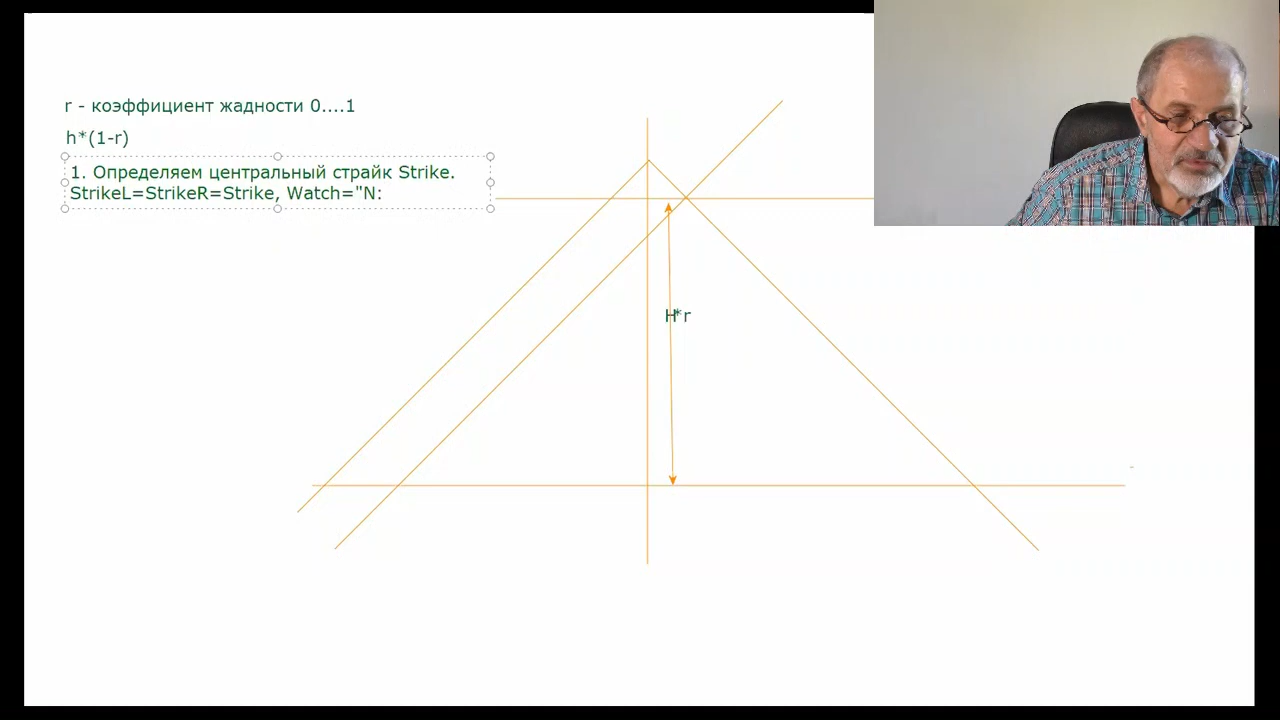 r - коэффициент жадности 0....1
h*(1-r)
1. Определяем центральный страйк Strike.
StrikeL=StrikeR=Strike, Watch="N:
H*r